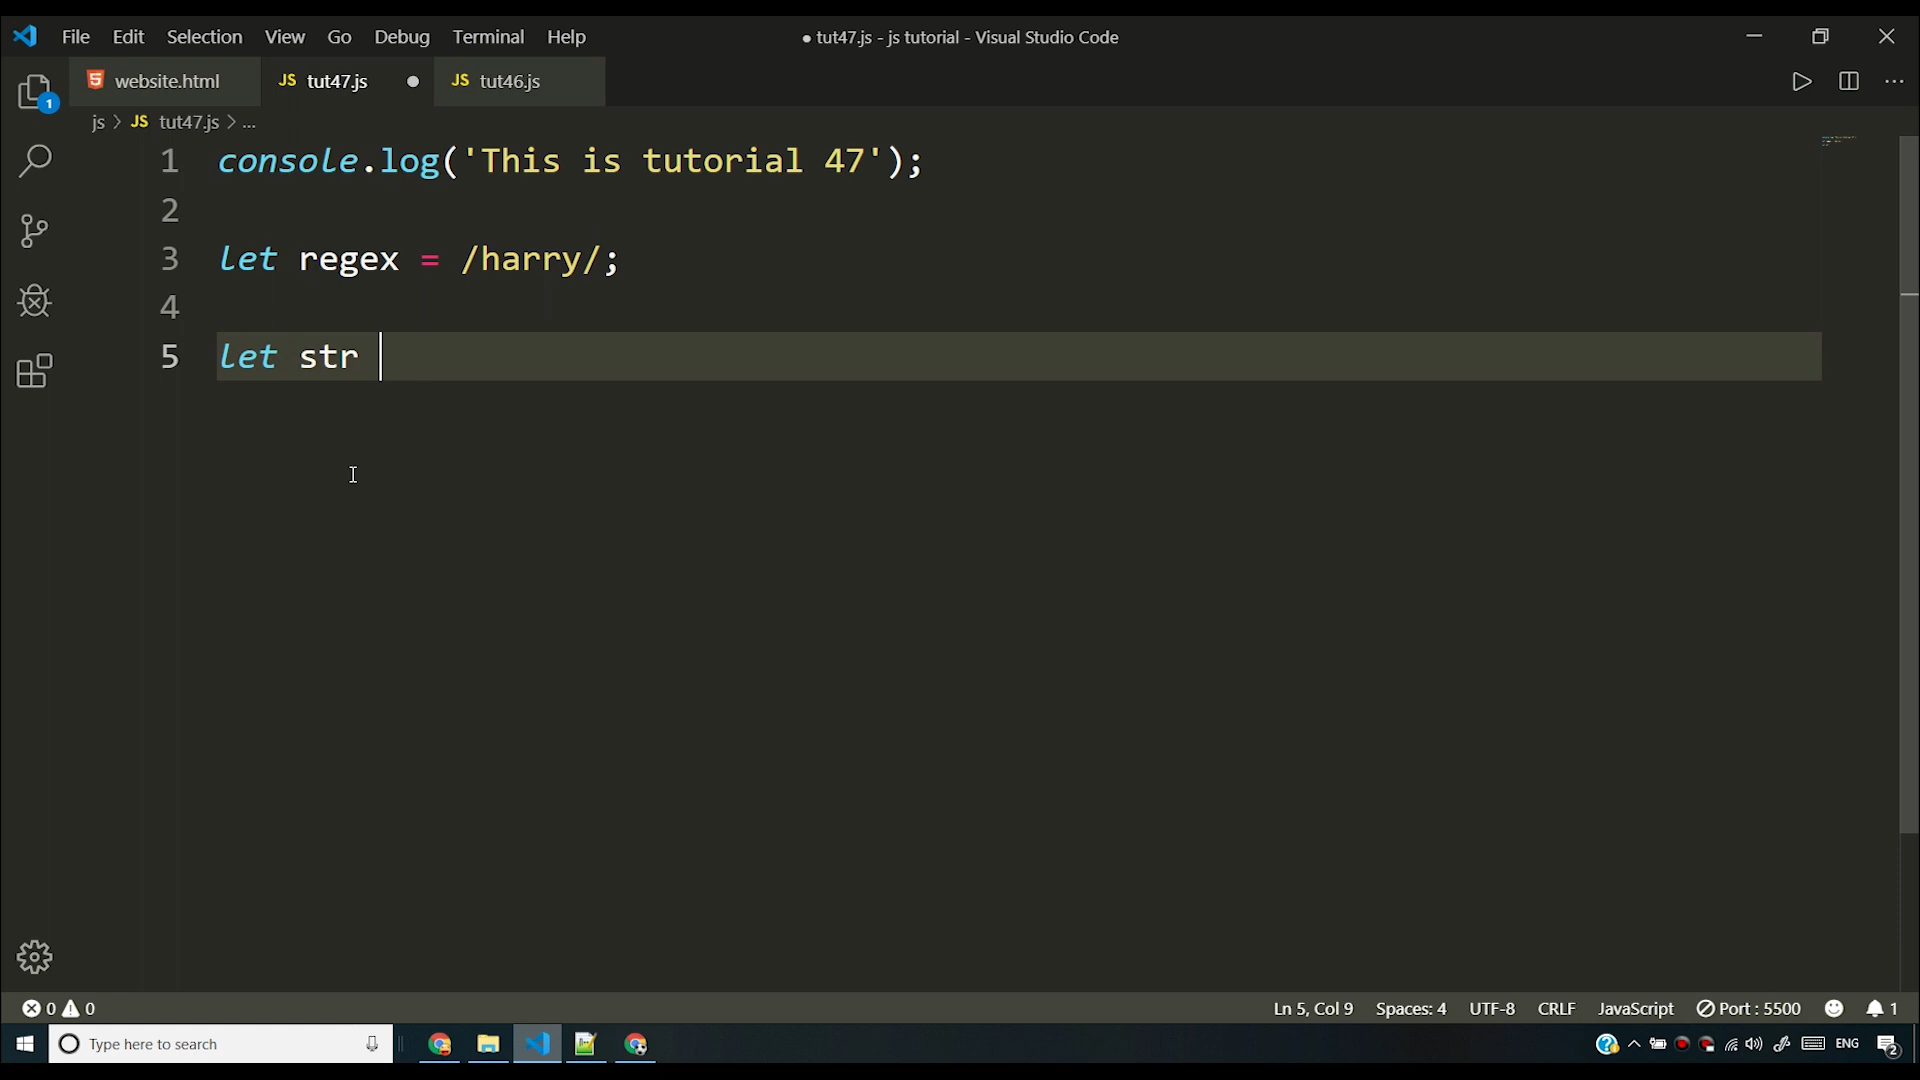 File Edit Selection View Go Debug Terminal Help
● tut47.js - js tutorial - Visual Studio Code
1
5 website.html
JS tut47.js ●
JS tut46.js
js > JS tut47.js > ...
1 console.log('This is tutorial 47');
2
3 let regex = /harry/;
4
5 let str
0 0
Ln 5, Col 9 Spaces: 4 UTF-8 CRLF JavaScript Port : 5500 1
Type here to search
ENG 2